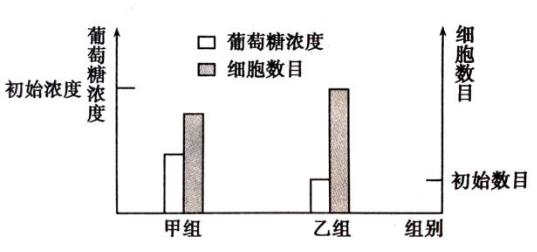 葡萄糖浓度
初始浓度
葡萄糖浓度
细胞数目
细胞数目
初始数目
甲组
乙组
组别